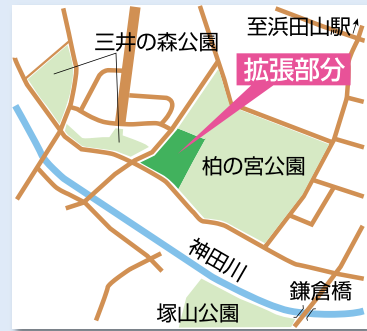 至浜田山駅
三井の森公園
拡張部分
柏の宮公園
神田川
鎌倉橋
塚山公園